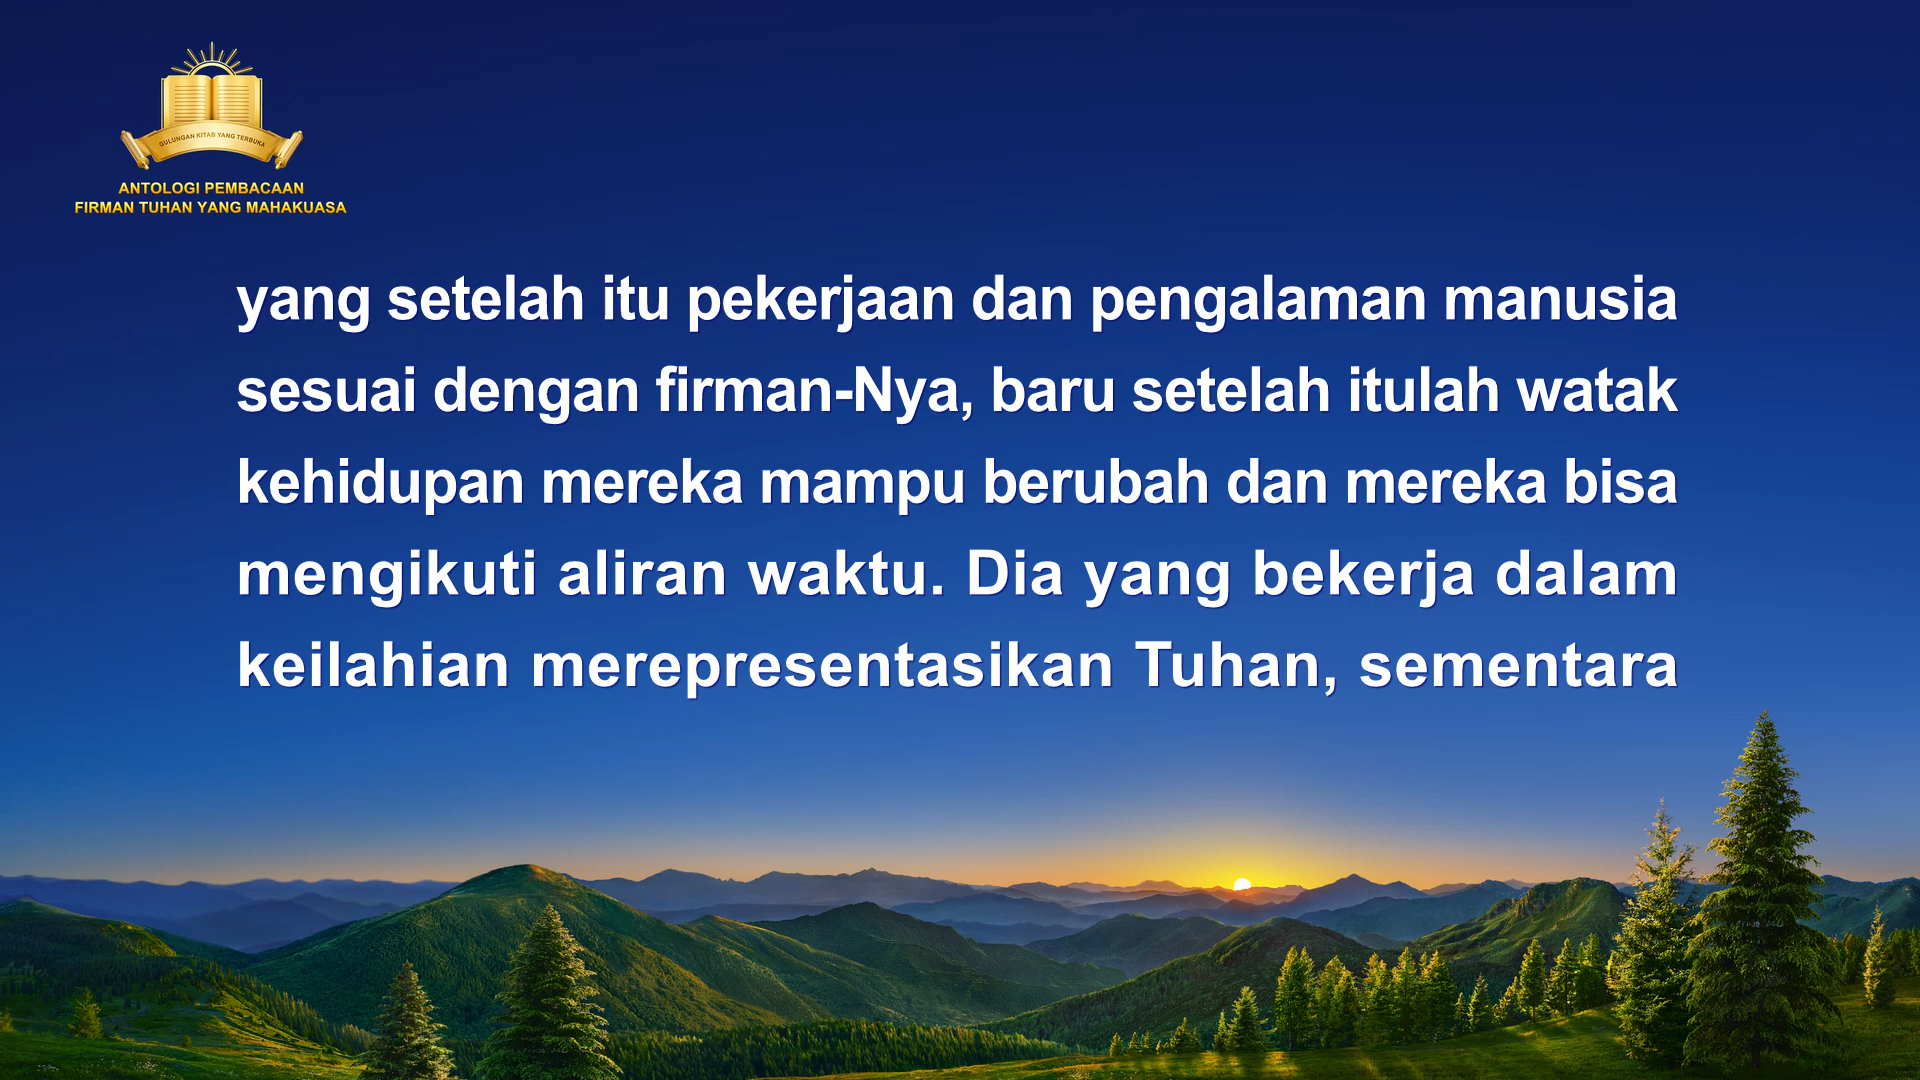 GULUNGAN KITAB YANG TERBUKA
ANTOLOGI PEMBACAAN
FIRMAN TUHAN YANG MAHAKUASA
yang setelah itu pekerjaan dan pengalaman manusia
sesuai dengan firman-Nya, baru setelah itulah watak
kehidupan mereka mampu berubah dan mereka bisa
mengikuti aliran waktu. Dia yang bekerja dalam
keilahian merepresentasikan Tuhan, sementara